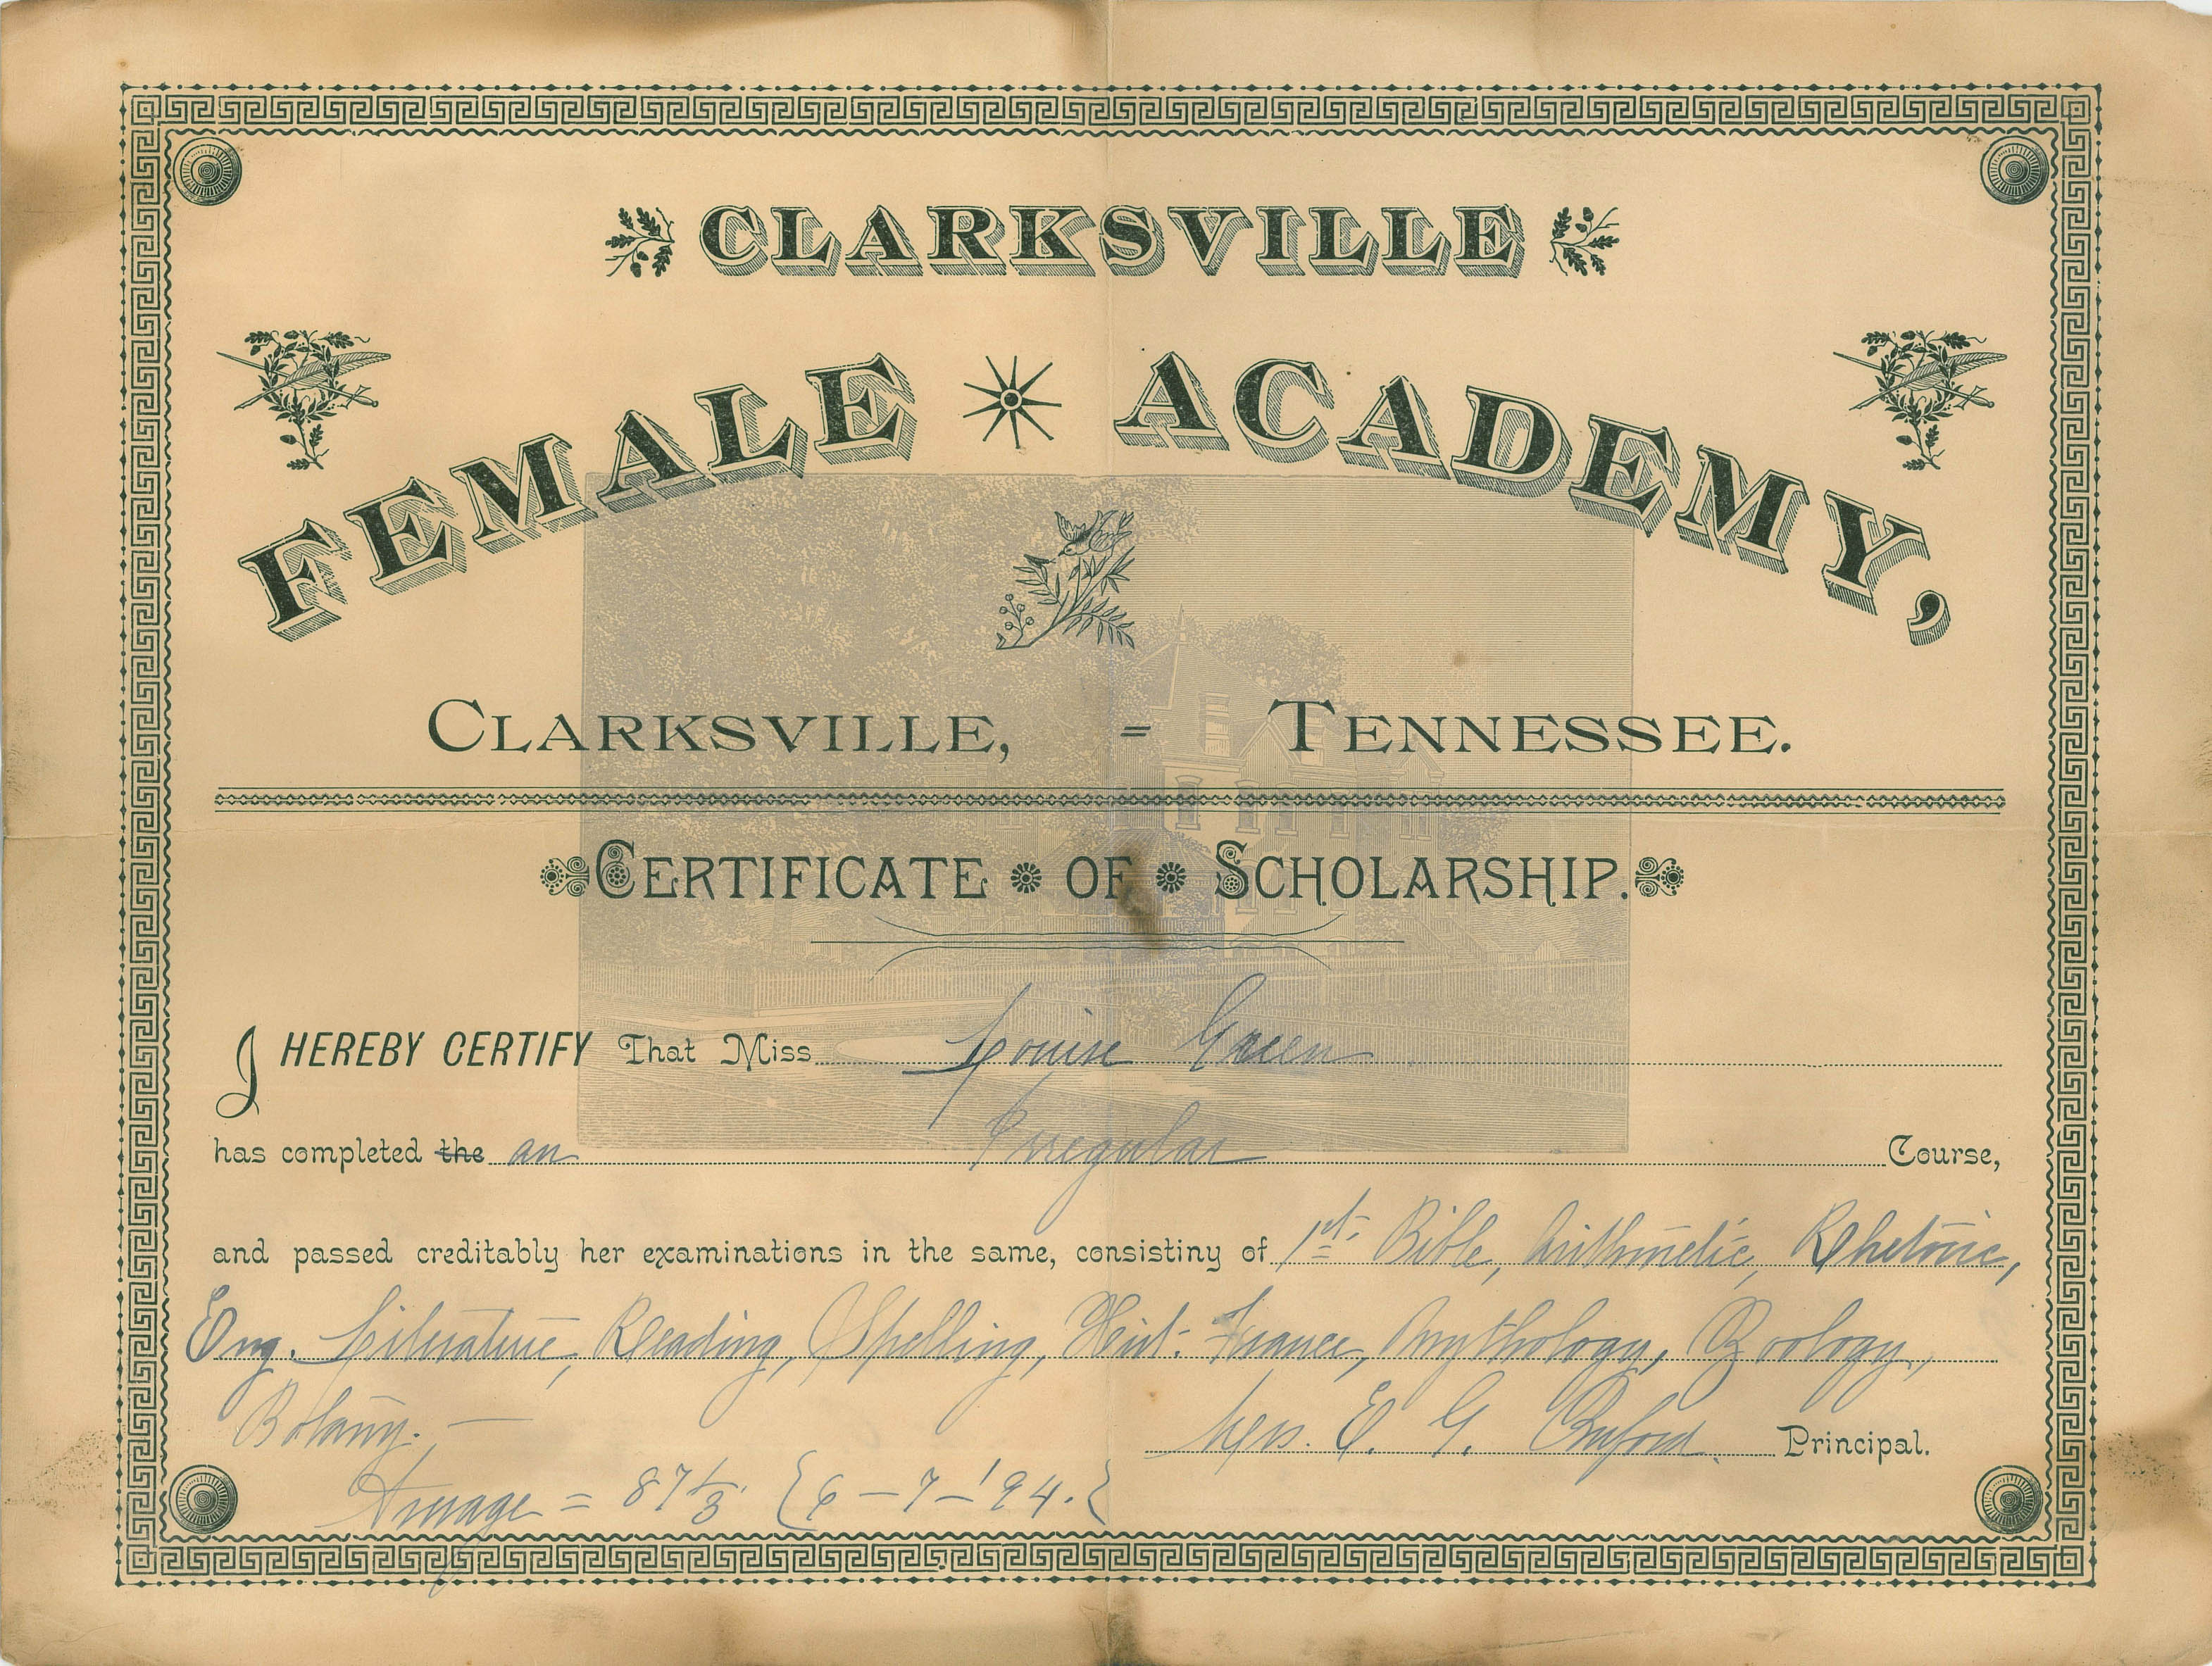 CLARKSVILLE
FEMALE ACADEMY,
CLARKSVILLE, = TENNESSEE.
CERTIFICATE OF SCHOLARSHIP.
I HEREBY CERTIFY That Miss Louise Green
has completed the an Irregular Course,
and passed creditably her examinations in the same, consistiny of 1st Bible, Arithmetic, Rhetoric,
Eng. Literature, Reading, Spelling, Hist. France, Mythology, Zoology,
Botany. —
Mrs. E. G. Buford Principal.
Average = 87 1/3. {6-7-'94.}